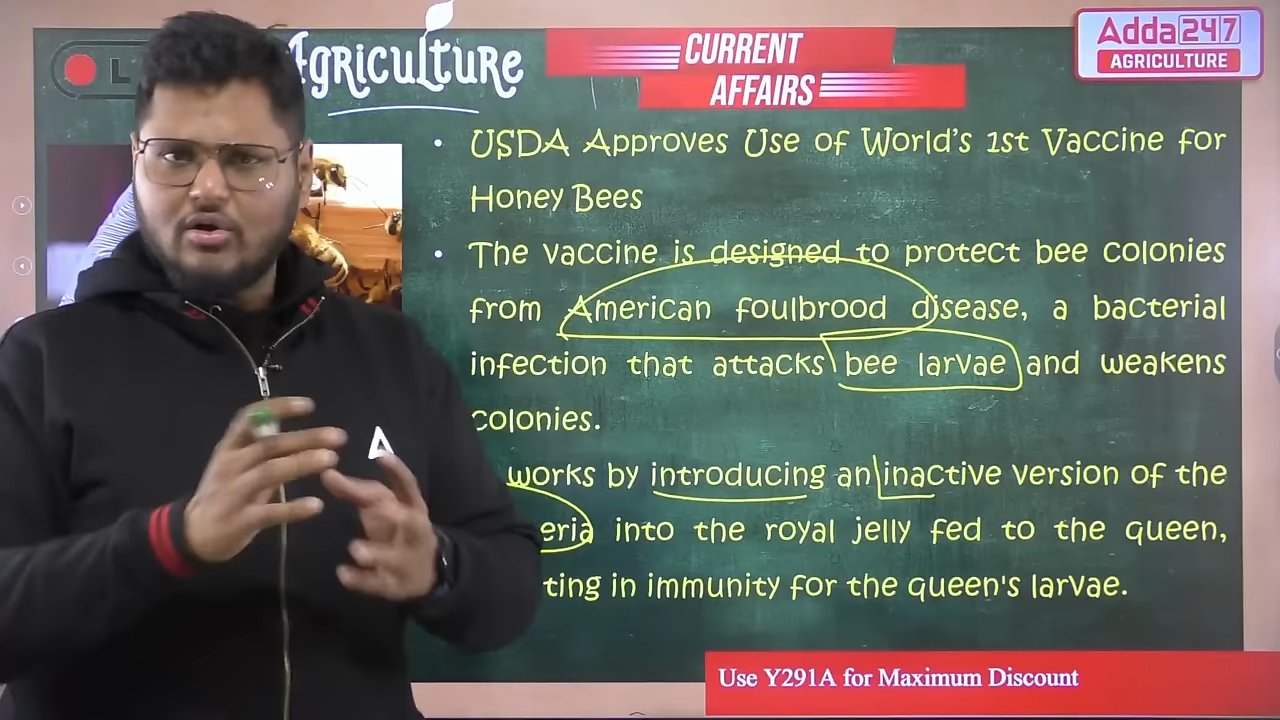 L
Agriculture
CURRENT
AFFAIRS
Adda247
AGRICULTURE
• USDA Approves Use of World's 1st Vaccine for
Honey Bees
• The vaccine is designed to protect bee colonies
from American foulbrood disease, a bacterial
infection that attacks bee larvae and weakens
colonies.
works by introducing an inactive version of the
eria into the royal jelly fed to the queen,
ting in immunity for the queen's larvae.
A
Use Y291A for Maximum Discount